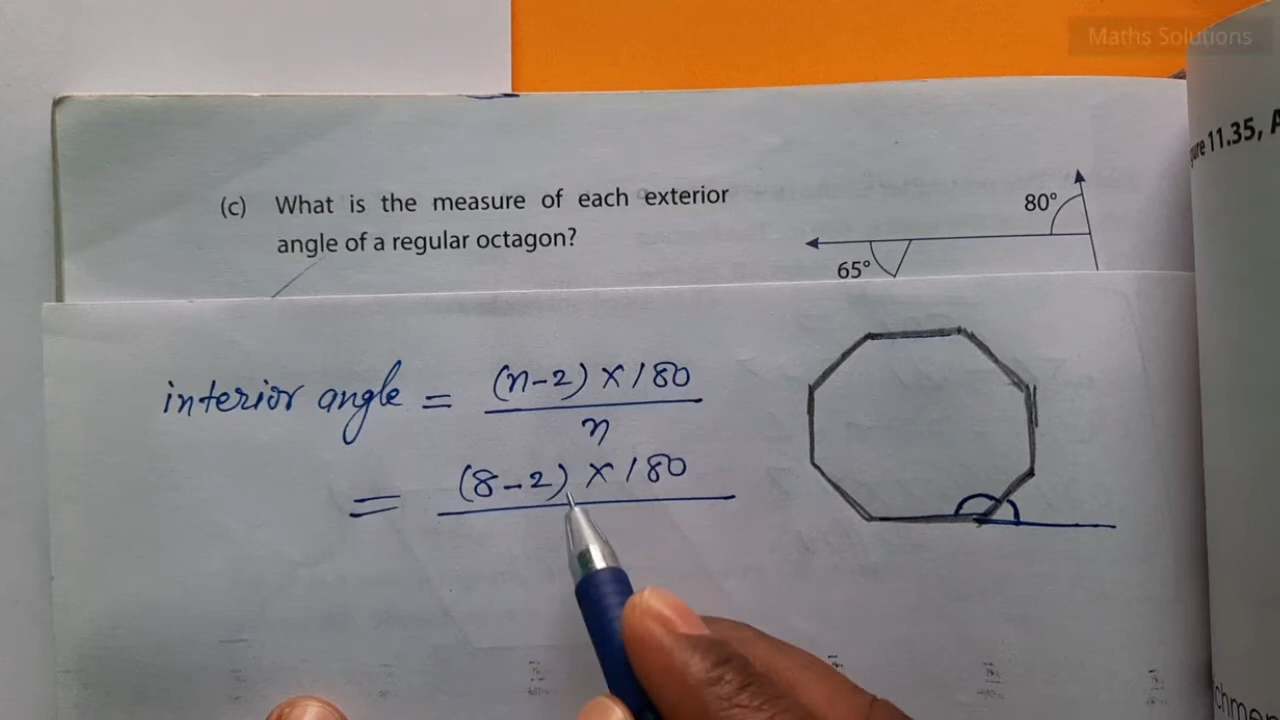 Maths Solutions
ure 11.35, A
(c) What is the measure of each exterior
angle of a regular octagon?
80°
65°
interior angle = (n-2) × 180
n
= (8-2) × 180